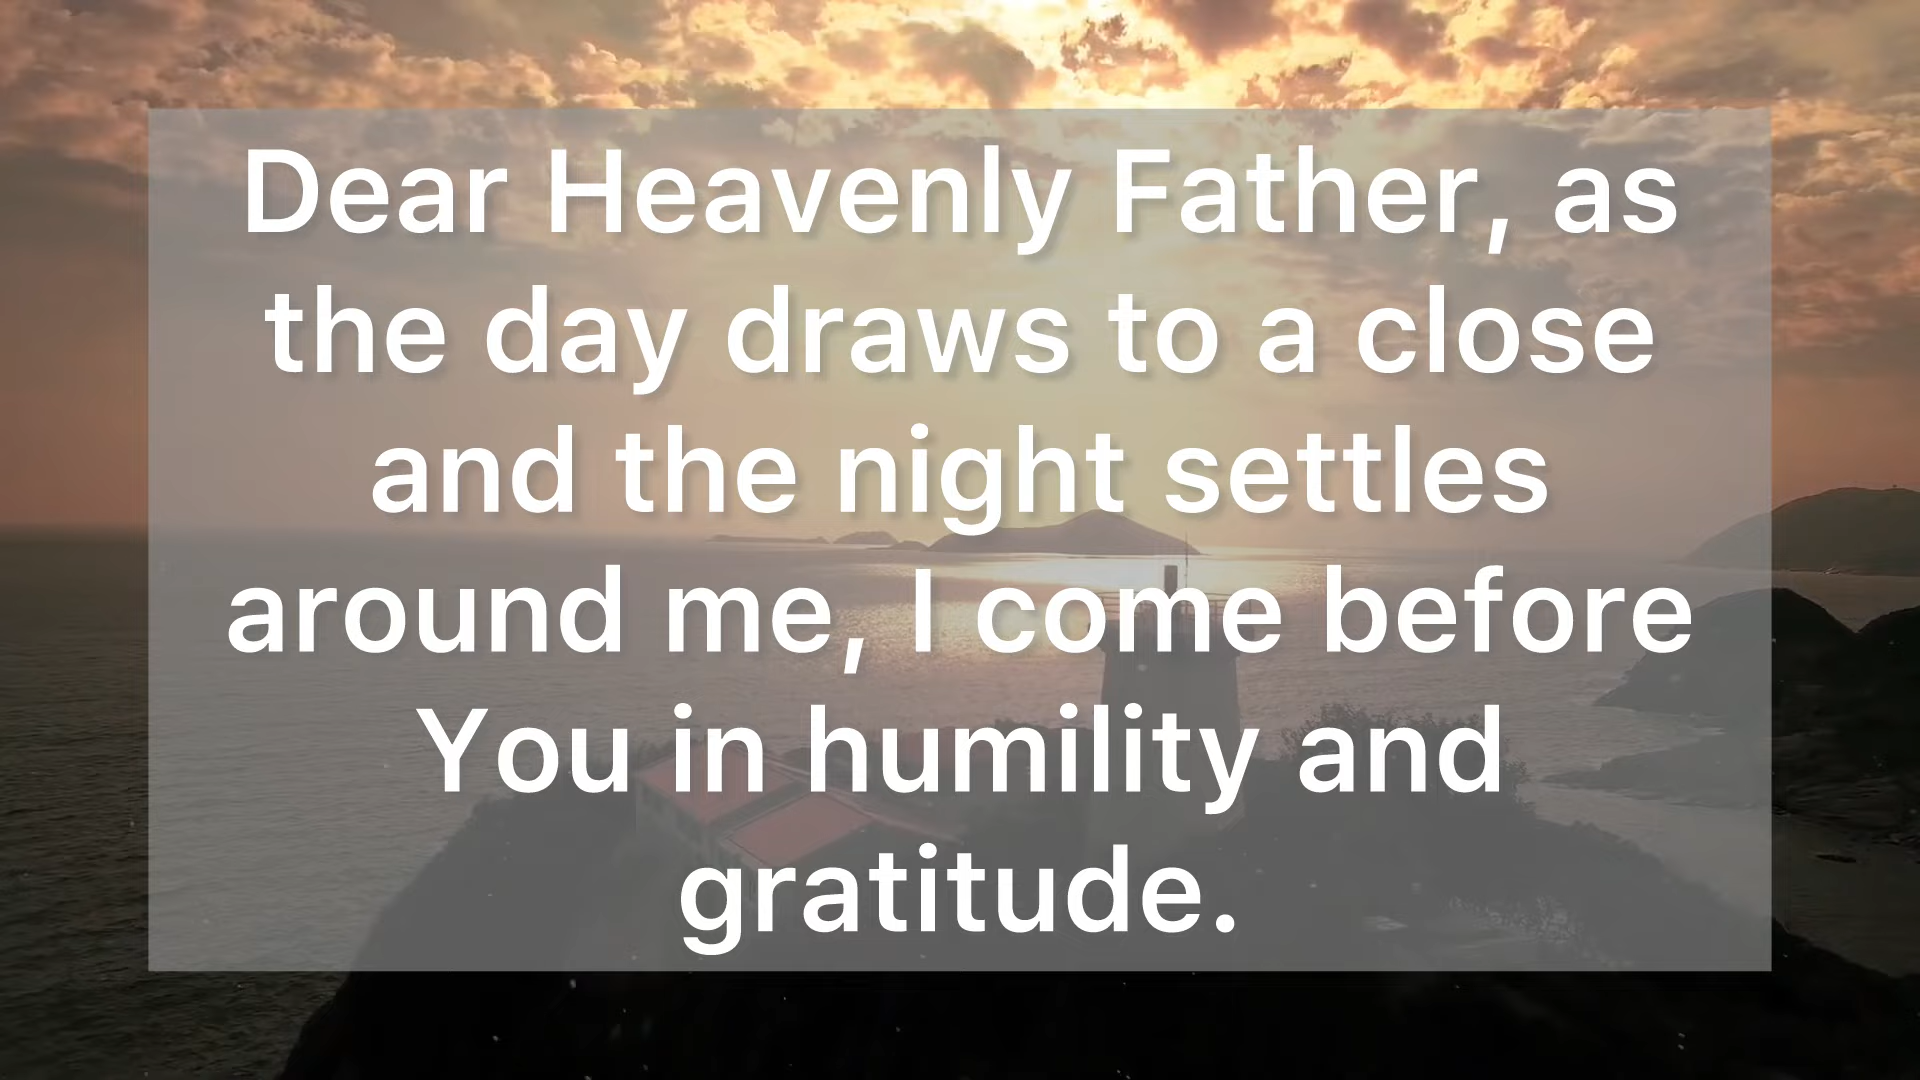 Dear Heavenly Father, as
the day draws to a close
and the night settles
around me, I come before
You in humility and
gratitude.